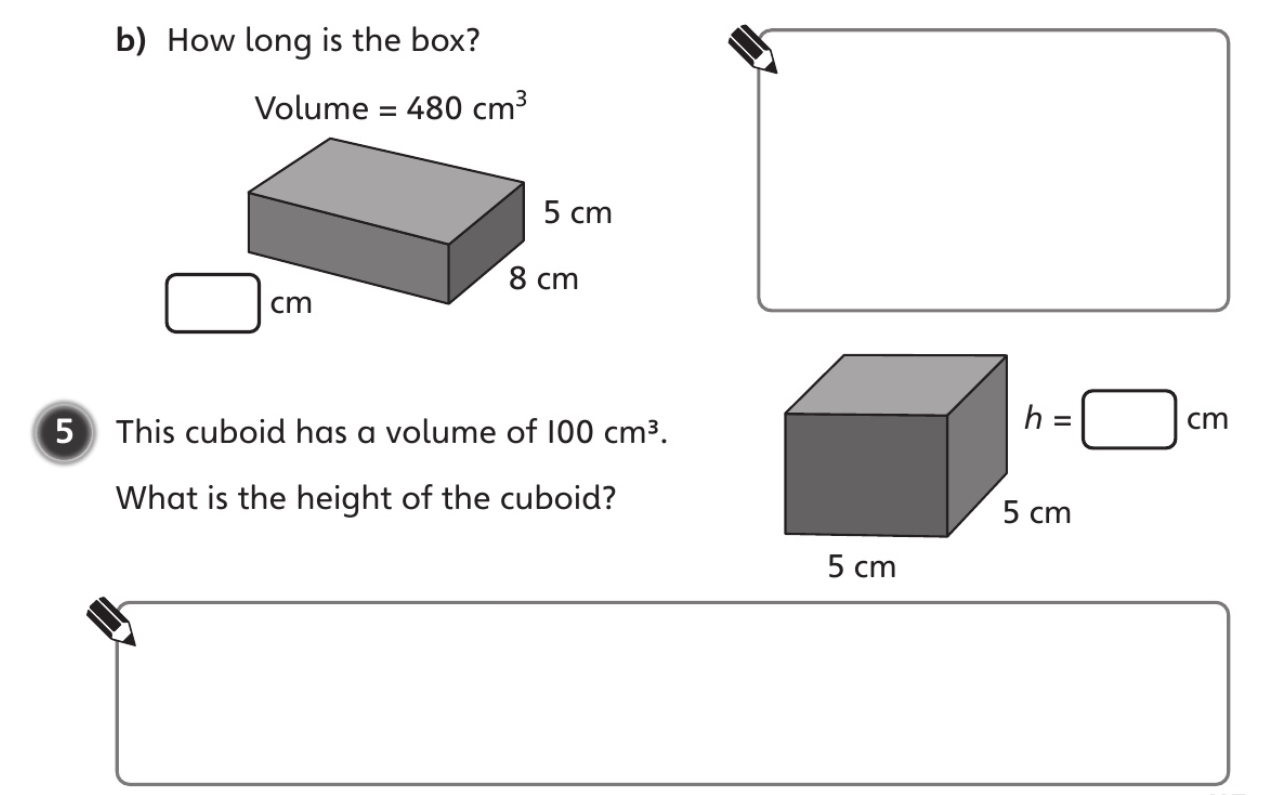 b) How long is the box?
Volume = 480 cm³
5 cm
8 cm
cm
5 This cuboid has a volume of 100 cm³.
What is the height of the cuboid?
h = cm
5 cm
5 cm